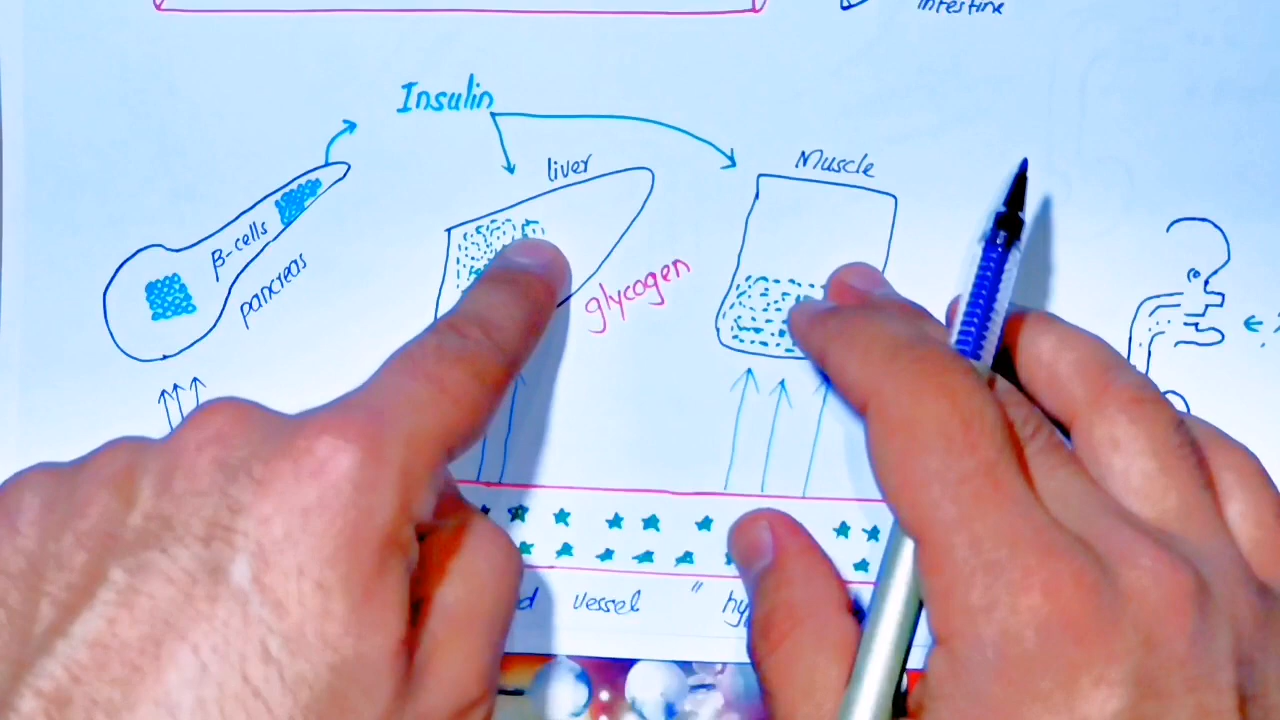 intestine
Insulin
liver
Muscle
β-cells
pancreas
glycogen
vessel "